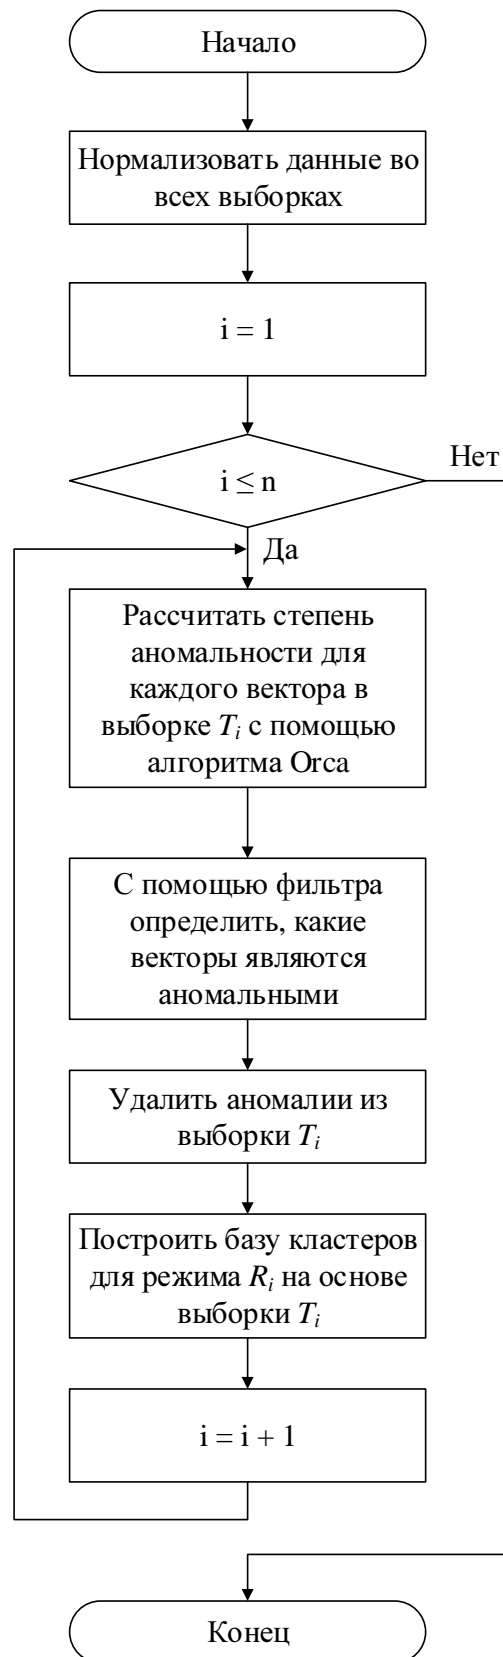 Начало
Нормализовать данные во
всех выборках
i = 1
i ≤ n
Нет
Да
Рассчитать степень
аномальности для
каждого вектора в
выборке Ti с помощью
алгоритма Orca
С помощью фильтра
определить, какие
векторы являются
аномальными
Удалить аномалии из
выборки Ti
Построить базу кластеров
для режима Ri на основе
выборки Ti
i = i + 1
Конец